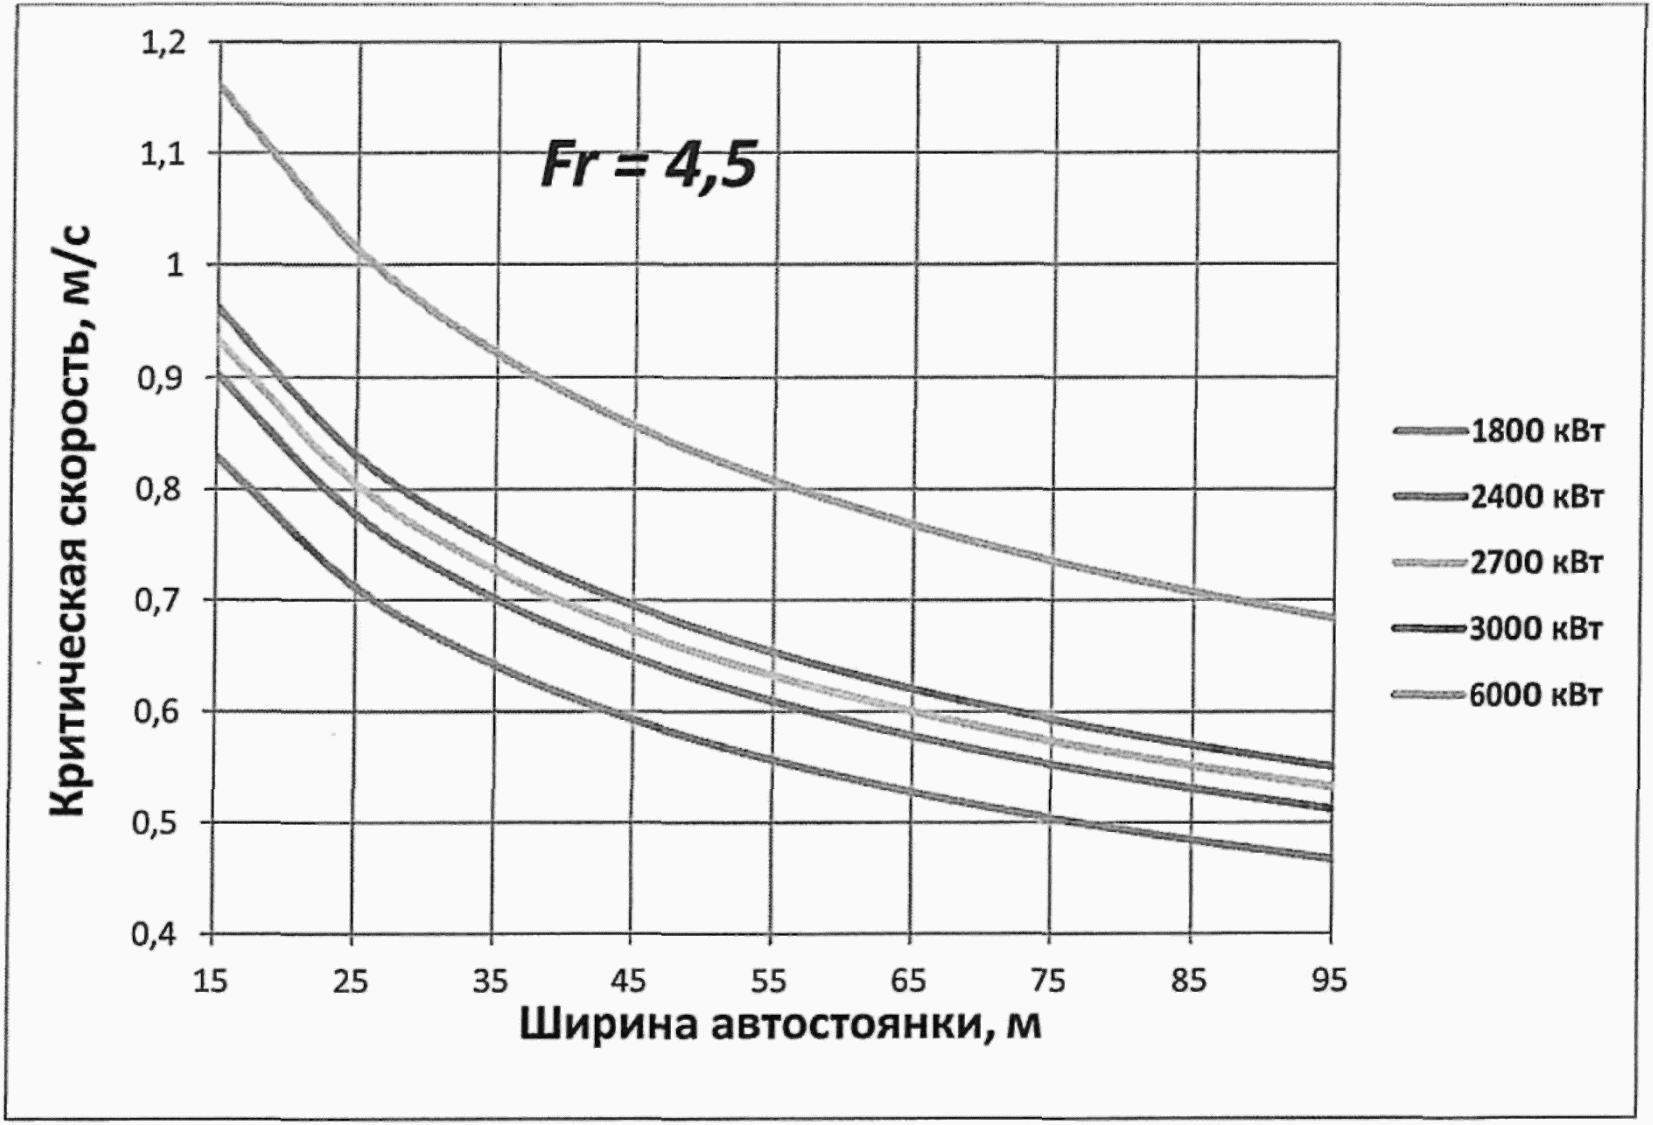 Критическая скорость, м/с
1,2
1,1
1
0,9
0,8
0,7
0,6
0,5
0,4
Fr = 4,5
1800 кВт
2400 кВт
2700 кВт
3000 кВт
6000 кВт
15 25 35 45 55 65 75 85 95
Ширина автостоянки, м